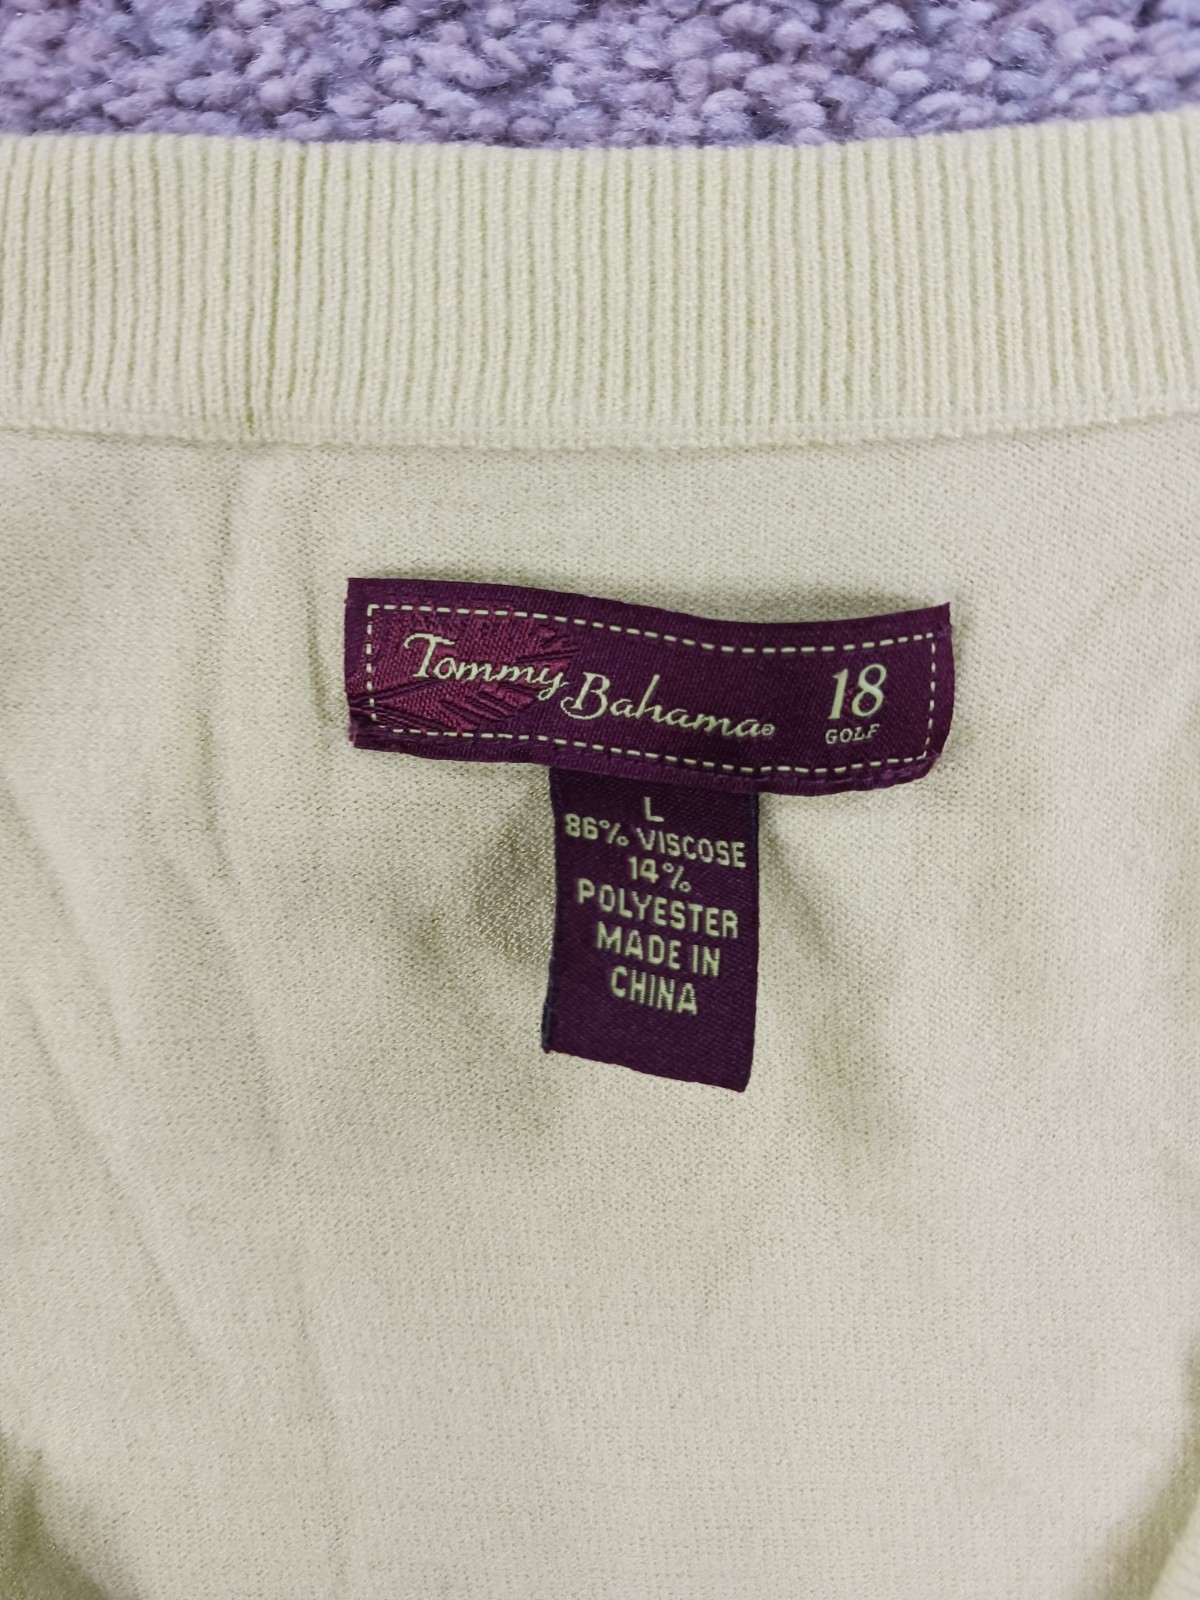 Tommy Bahama® 18
GOLF
L
86% VISCOSE
14%
POLYESTER
MADE IN
CHINA